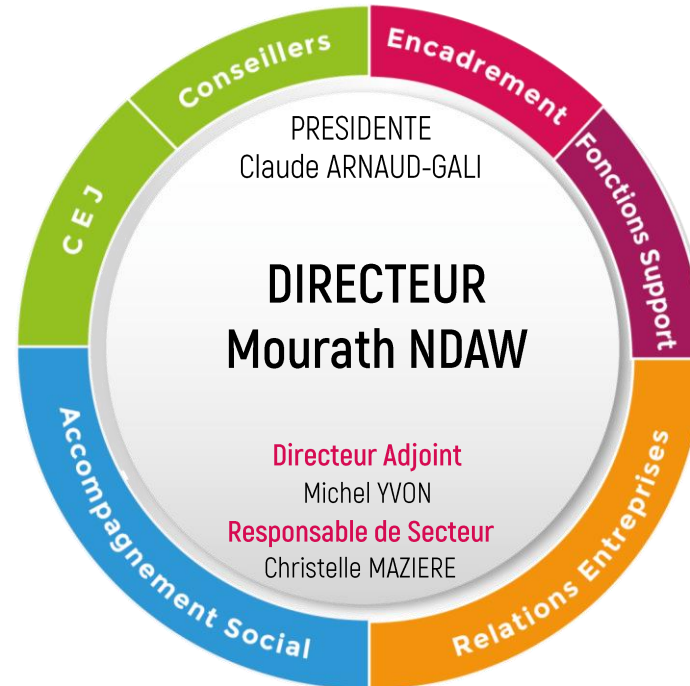 Conseillers
Encadrement
Fonctions Support
Relations Entreprises
Accompagnement Social
CEJ
PRESIDENTE
Claude ARNAUD-GALI
DIRECTEUR
Mourath NDAW
Directeur Adjoint
Michel YVON
Responsable de Secteur
Christelle MAZIERE